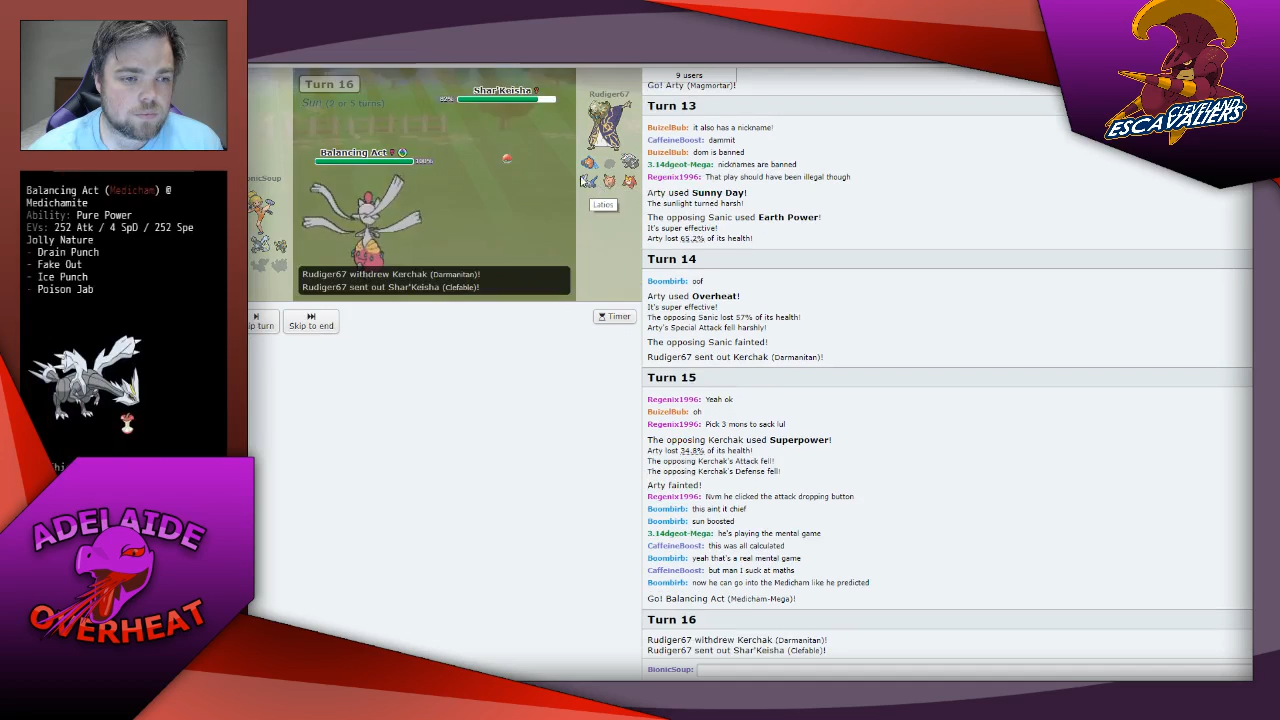 Balancing Act (Medicham) @
Medichamite
Ability: Pure Power
EVs: 252 Atk / 4 SpD / 252 Spe
Jolly Nature
- Drain Punch
- Fake Out
- Ice Punch
- Poison Jab
ADELAIDE
OVERHEAT
Turn 16
Sun (2 or 5 turns)
Shar'Keisha
82%
Balancing Act
100%
Rudiger67
Latios
onicSoup
Rudiger67 withdrew Kerchak (Darmanitan)!
Rudiger67 sent out Shar'Keisha (Clefable)!
ip turn
Skip to end
Timer
9 users
Go! Arty (Magmortar)!
Turn 13
BuizelBub: it also has a nickname!
CaffeineBoost: dammit
BuizelBub: dom is banned
3.14dgeot-Mega: nicknames are banned
Regenix1996: That play should have been illegal though
Arty used Sunny Day!
The sunlight turned harsh!
The opposing Sanic used Earth Power!
It's super effective!
Arty lost 65.2% of its health!
Turn 14
Boombirb: oof
Arty used Overheat!
It's super effective!
The opposing Sanic lost 57% of its health!
Arty's Special Attack fell harshly!
The opposing Sanic fainted!
Rudiger67 sent out Kerchak (Darmanitan)!
Turn 15
Regenix1996: Yeah ok
BuizelBub: oh
Regenix1996: Pick 3 mons to sack lul
The opposing Kerchak used Superpower!
Arty lost 34.8% of its health!
The opposing Kerchak's Attack fell!
The opposing Kerchak's Defense fell!
Arty fainted!
Regenix1996: Nvm he clicked the attack dropping button
Boombirb: this aint it chief
Boombirb: sun boosted
3.14dgeot-Mega: he's playing the mental game
CaffeineBoost: this was all calculated
Boombirb: yeah that's a real mental game
CaffeineBoost: but man I suck at maths
Boombirb: now he can go into the Medicham like he predicted
Go! Balancing Act (Medicham-Mega)!
Turn 16
Rudiger67 withdrew Kerchak (Darmanitan)!
Rudiger67 sent out Shar'Keisha (Clefable)!
BionicSoup:
CLEVELAND
ESCAVALIERS